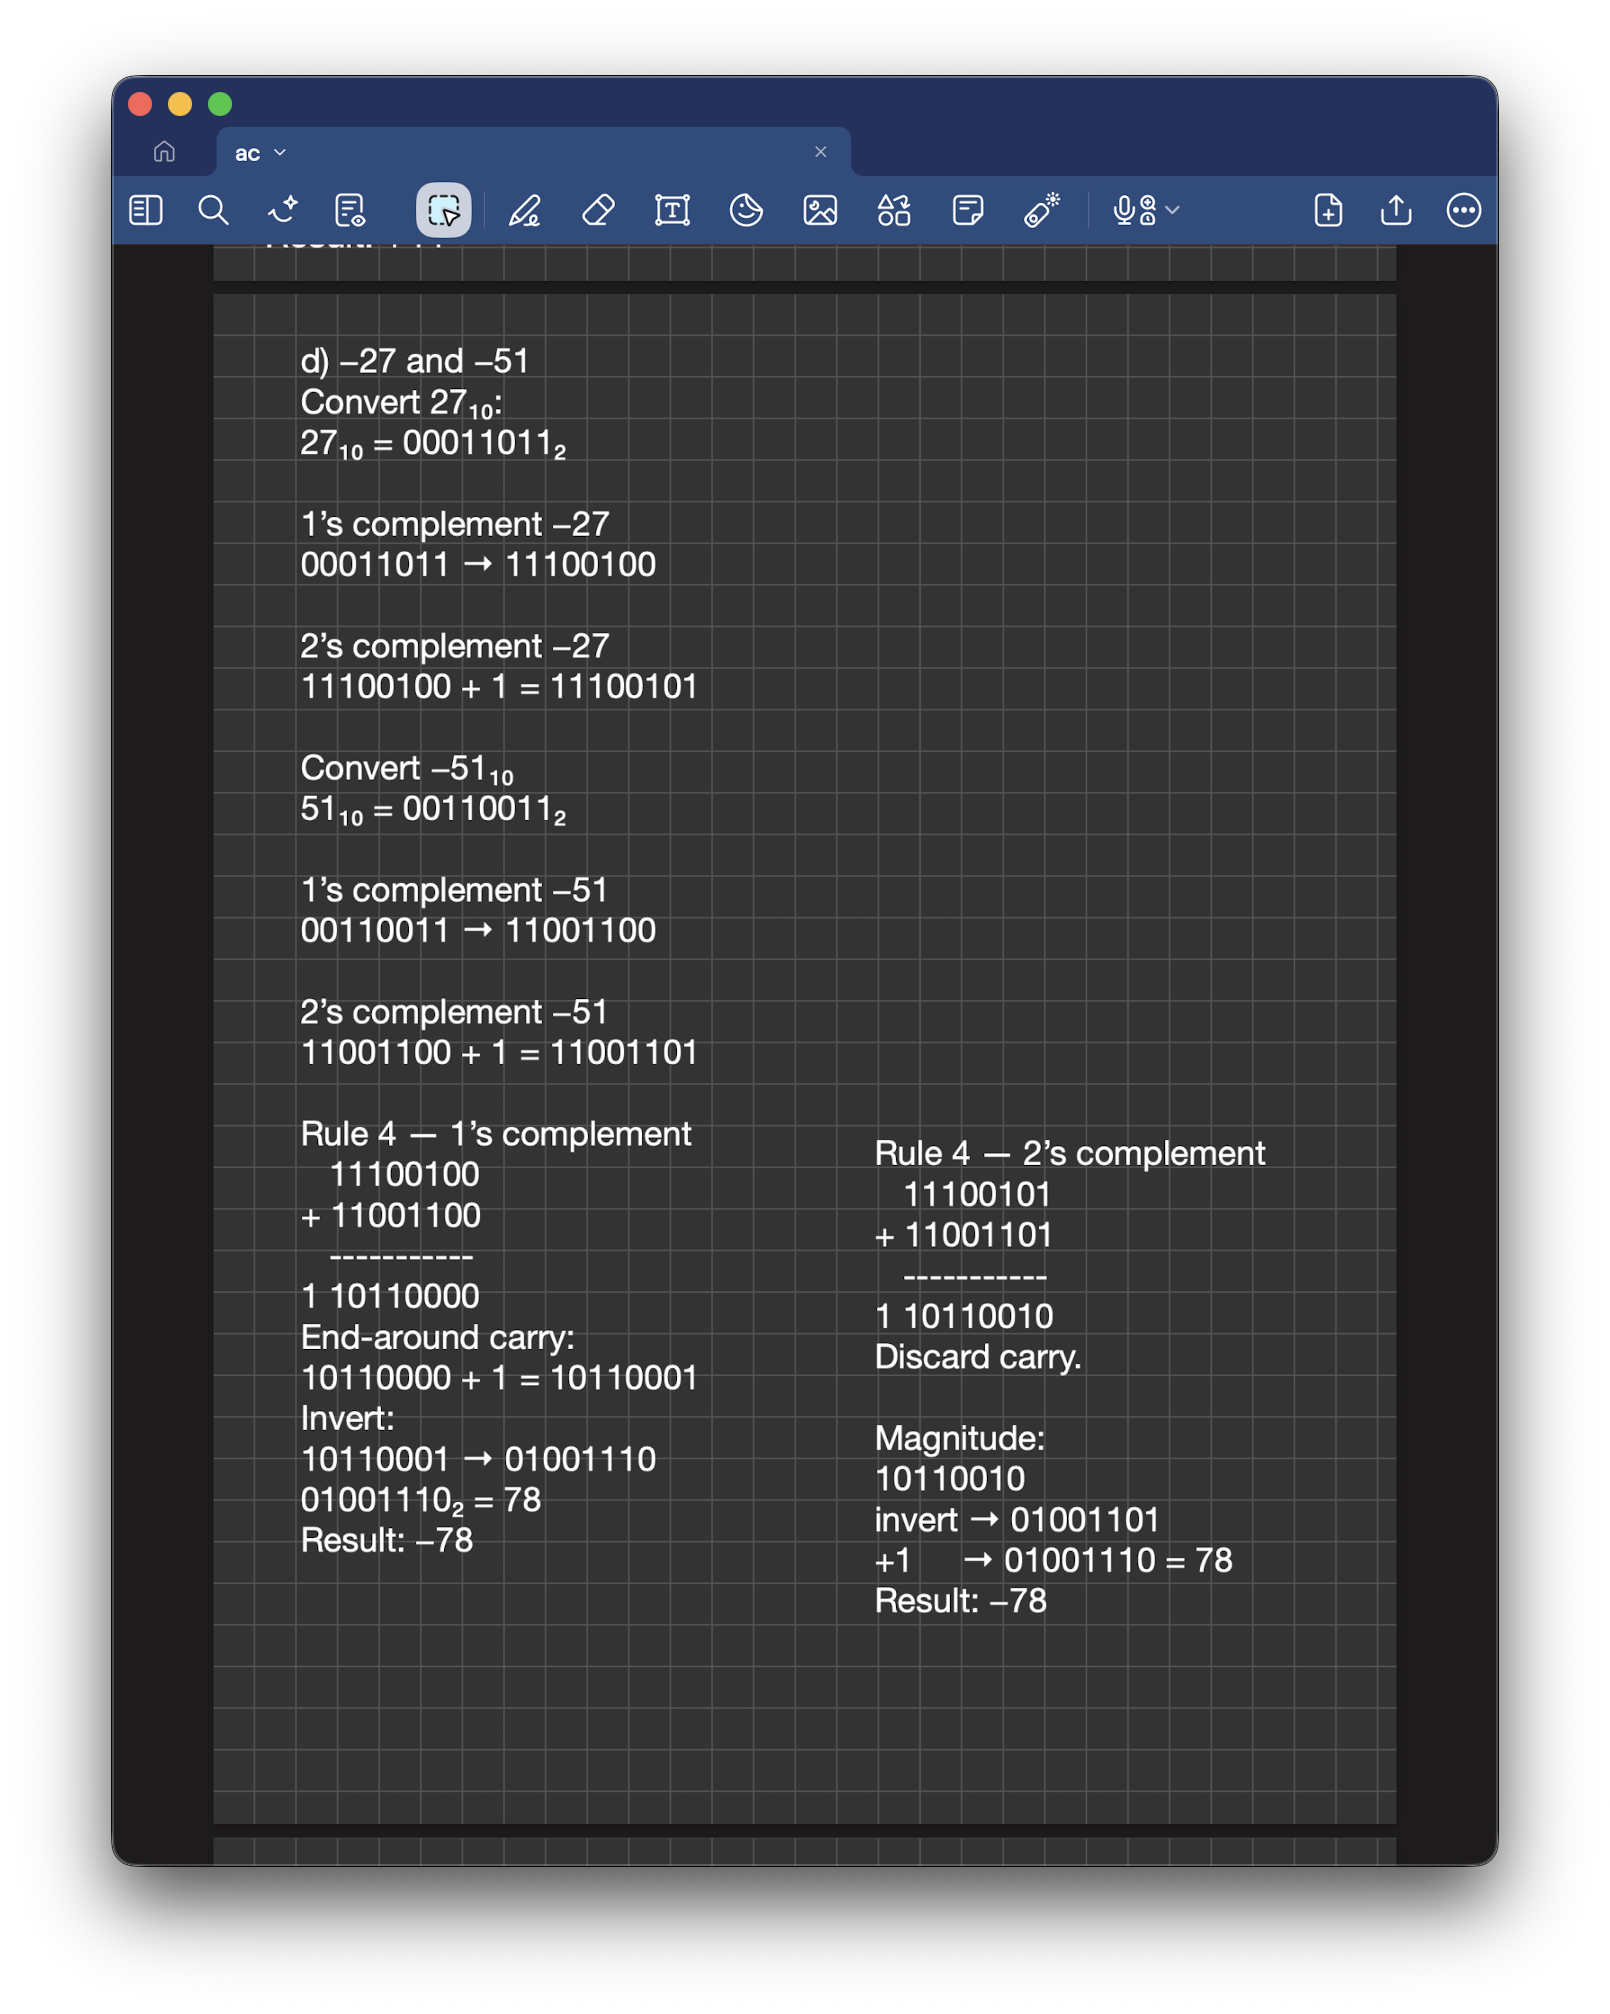 ac
d) –27 and –51
Convert 27₁₀:
27₁₀ = 00011011₂
1’s complement –27
00011011 → 11100100
2’s complement –27
11100100 + 1 = 11100101
Convert –51₁₀
51₁₀ = 00110011₂
1’s complement –51
00110011 → 11001100
2’s complement –51
11001100 + 1 = 11001101
Rule 4 — 1’s complement
11100100
+ 11001100
-----------
1 10110000
End-around carry:
10110000 + 1 = 10110001
Invert:
10110001 → 01001110
01001110₂ = 78
Result: –78
Rule 4 — 2’s complement
11100101
+ 11001101
-----------
1 10110010
Discard carry.
Magnitude:
10110010
invert → 01001101
+1 → 01001110 = 78
Result: –78